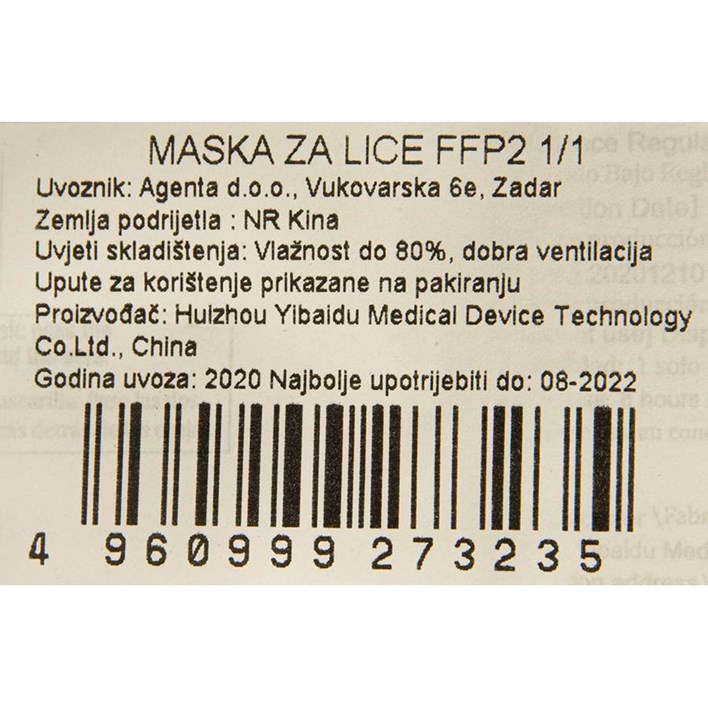 MASKA ZA LICE FFP2 1/1
Uvoznik: Agenta d.o.o., Vukovarska 6e, Zadar
Zemlja podrijetla : NR Kina
Uvjeti skladištenja: Vlažnost do 80%, dobra ventilacija
Upute za korištenje prikazane na pakiranju
Proizvođač: Huizhou Yibaidu Medical Device Technology
Co.Ltd., China
Godina uvoza: 2020 Najbolje upotrijebiti do: 08-2022
4 960999 273235